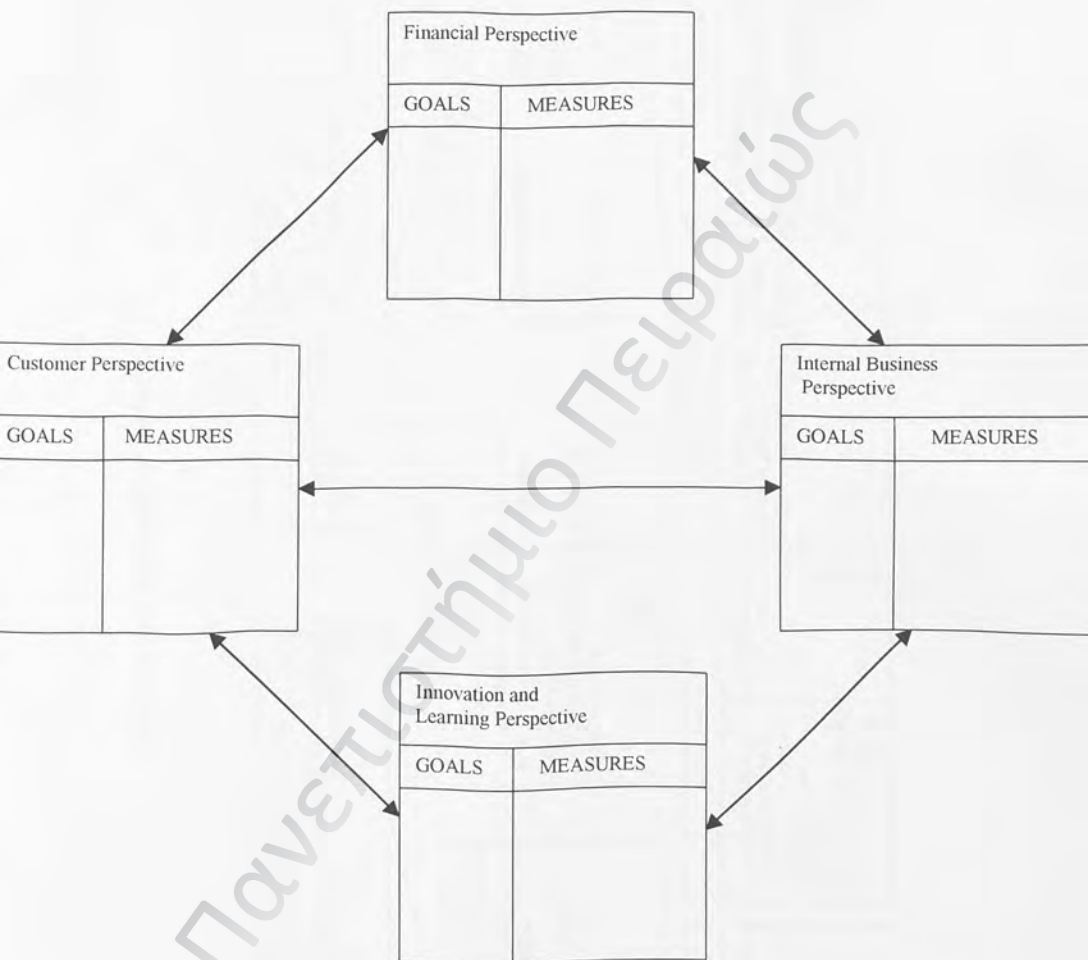 Financial Perspective
GOALS MEASURES
Customer Perspective
GOALS MEASURES
Internal Business
Perspective
GOALS MEASURES
Innovation and
Learning Perspective
GOALS MEASURES
Πανεπιστήμιο Πειραιώς